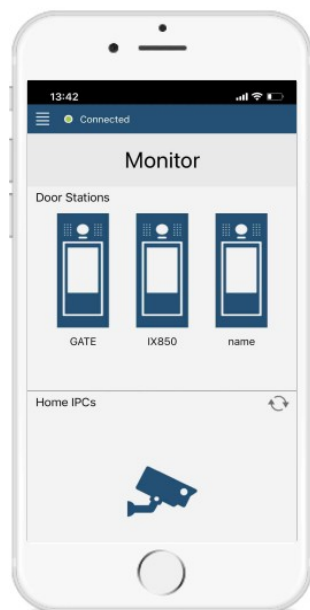 13:42
Connected
Monitor
Door Stations
GATE IX850 name
Home IPCs